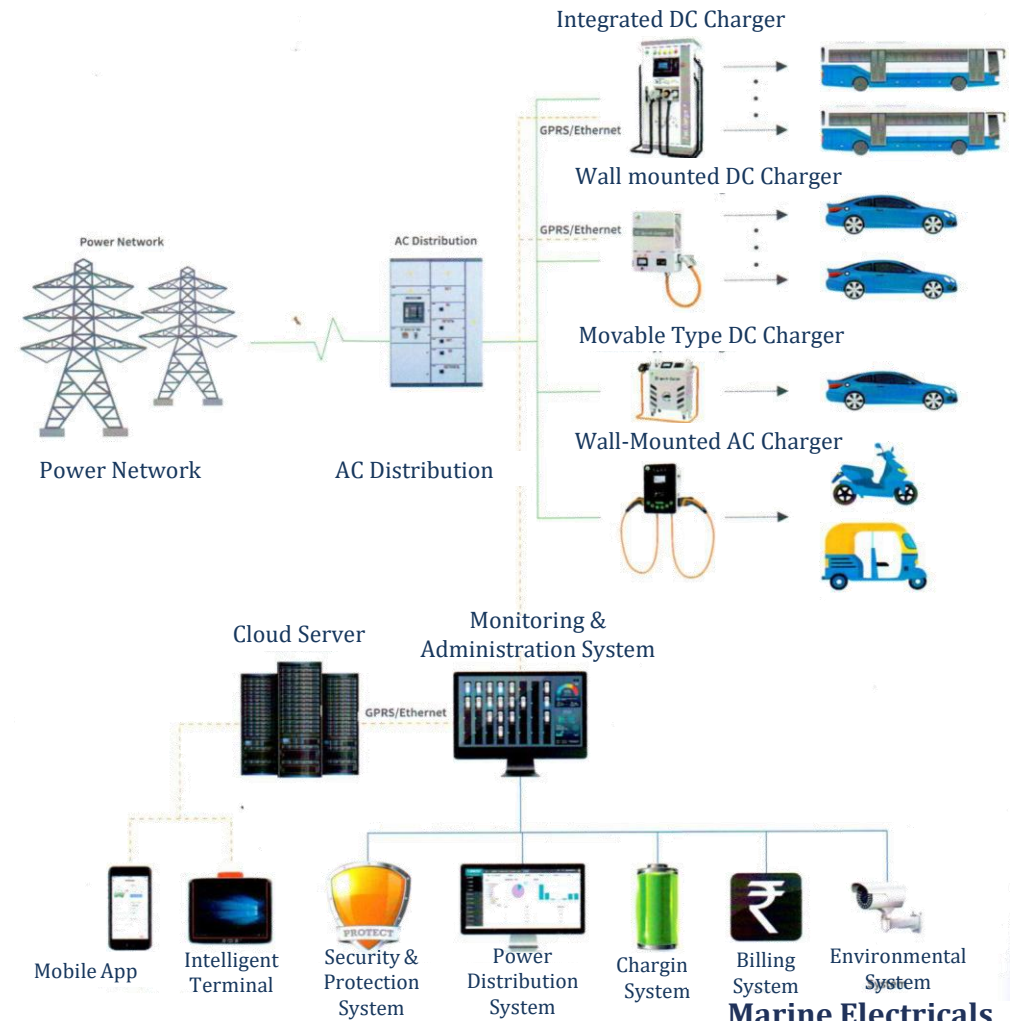 Integrated DC Charger
GPRS/Ethernet
Wall mounted DC Charger
GPRS/Ethernet
Power Network
AC Distribution
Movable Type DC Charger
Wall-Mounted AC Charger
Power Network
AC Distribution
Monitoring &
Administration System
Cloud Server
GPRS/Ethernet
PROTECT
Mobile App
Intelligent
Terminal
Security &
Protection
System
Power
Distribution
System
Chargin
System
Billing
System
Environmental
System
Marine Electricals